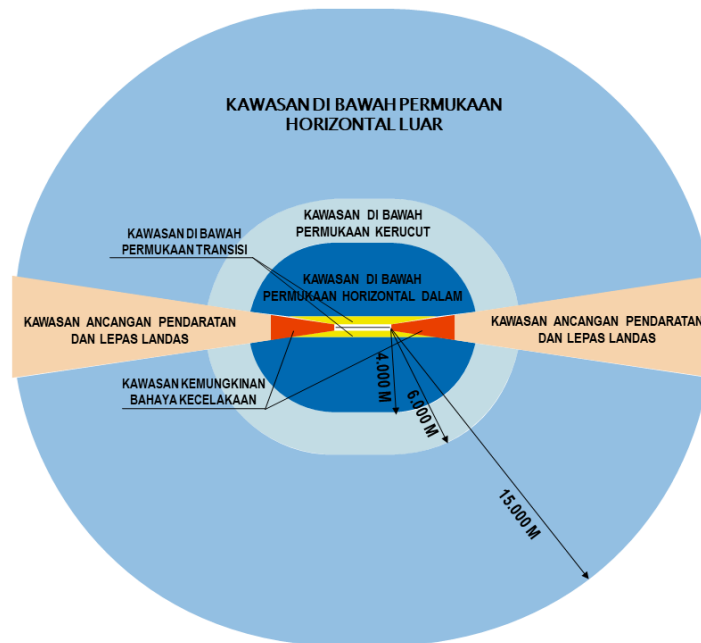 KAWASAN DI BAWAH PERMUKAAN
HORIZONTAL LUAR
KAWASAN DI BAWAH
PERMUKAAN KERUCUT
KAWASAN DI BAWAH
PERMUKAAN TRANSISI
KAWASAN DI BAWAH
PERMUKAAN HORIZONTAL DALAM
KAWASAN ANCANGAN PENDARATAN
DAN LEPAS LANDAS
KAWASAN ANCANGAN PENDARATAN
DAN LEPAS LANDAS
KAWASAN KEMUNGKINAN
BAHAYA KECELAKAAN
4.000 M
6.000 M
15.000 M